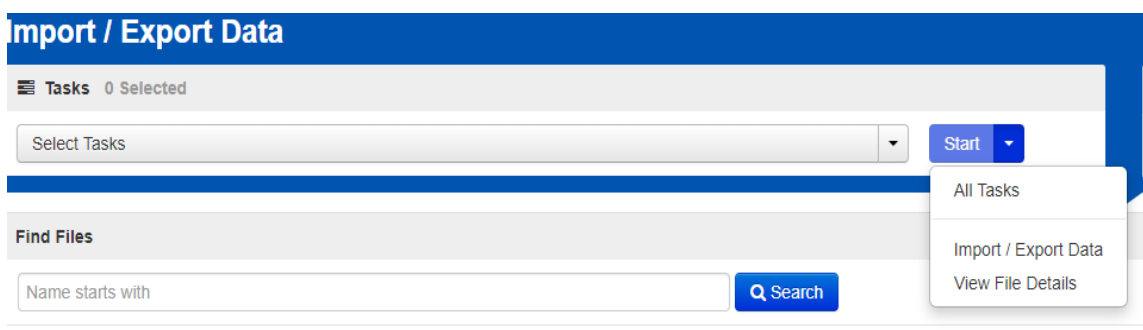 Import / Export Data
Tasks 0 Selected
Select Tasks
Start
All Tasks
Import / Export Data
View File Details
Find Files
Name starts with
Search